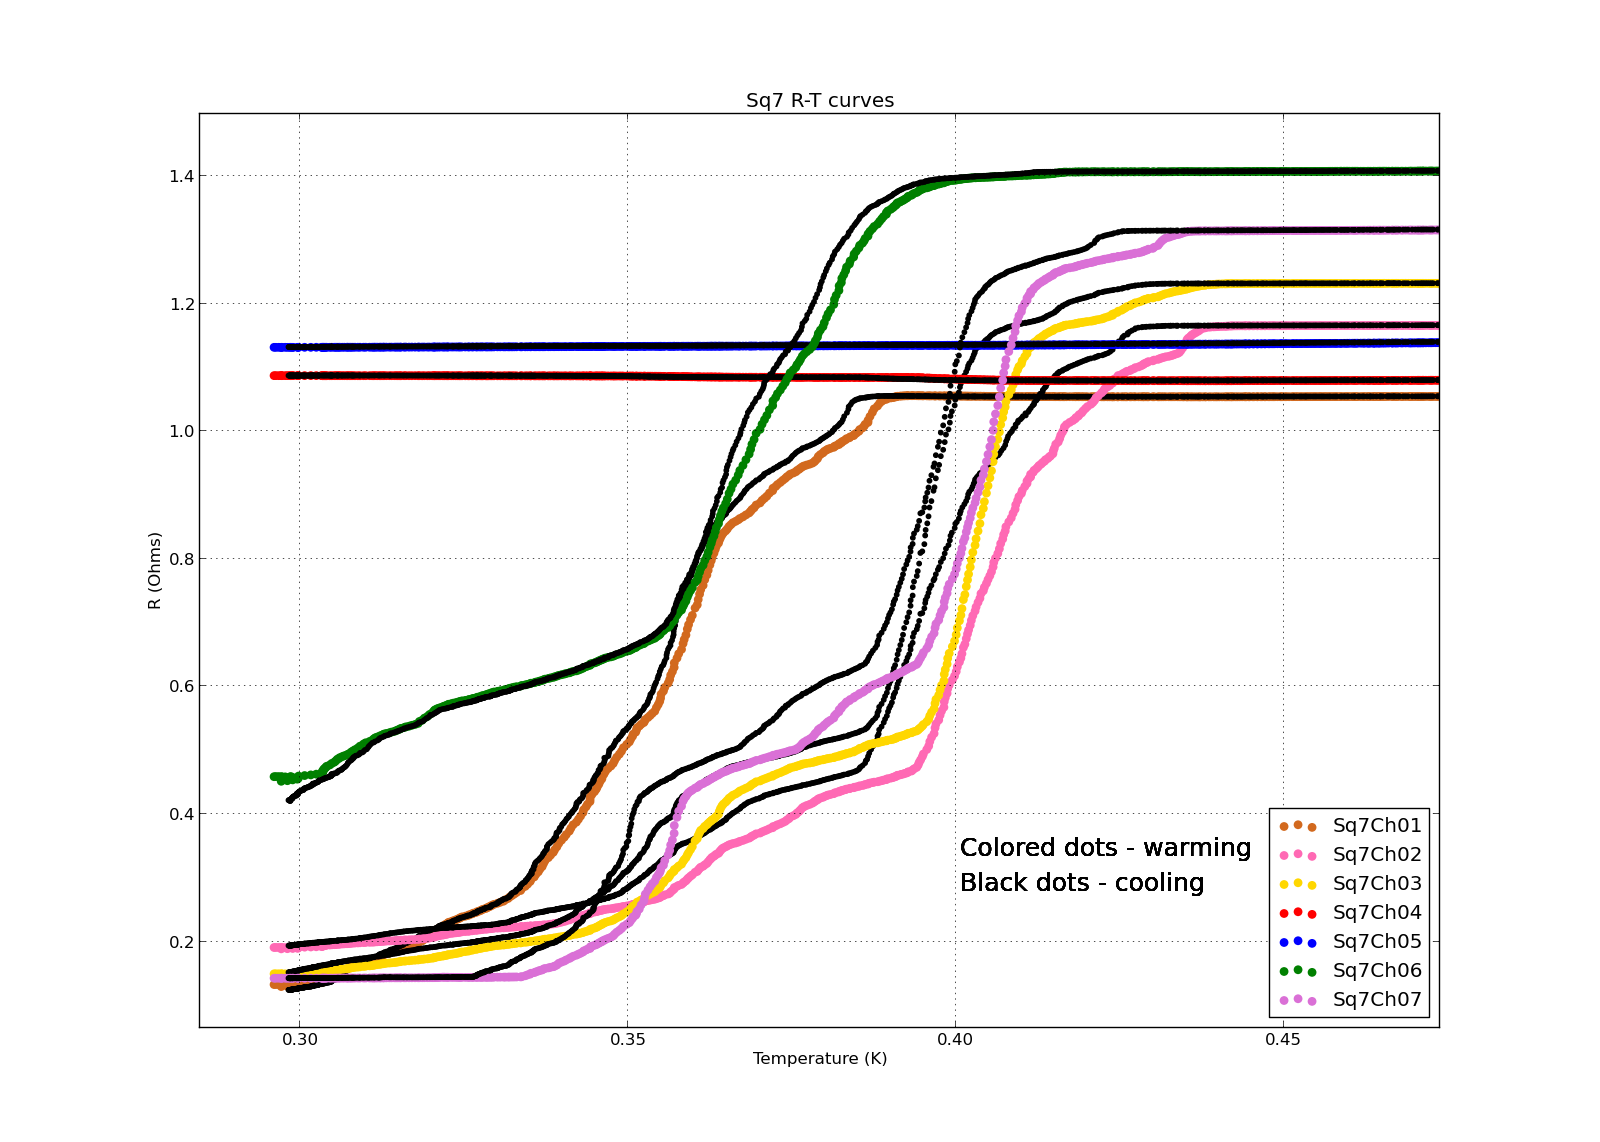 Sq7 R-T curves
1.4
1.2
1.0
0.8
0.6
0.4
0.2
R (Ohms)
0.30
0.35
0.40
0.45
Temperature (K)
Colored dots - warming
Black dots - cooling
Sq7Ch01
Sq7Ch02
Sq7Ch03
Sq7Ch04
Sq7Ch05
Sq7Ch06
Sq7Ch07